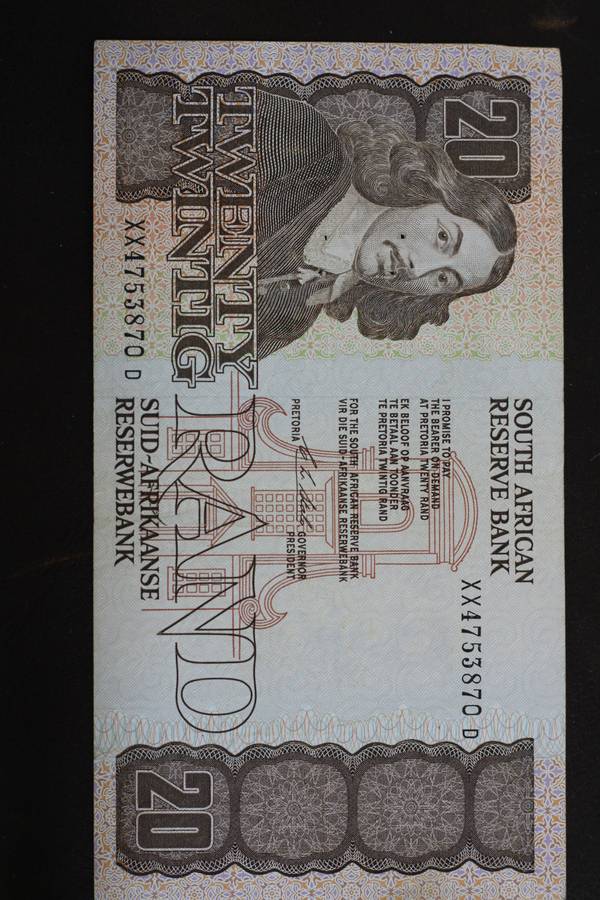 20
SOUTH AFRICAN
RESERVE BANK
XX4753870 D
I PROMISE TO PAY
THE BEARER ON DEMAND
AT PRETORIA TWENTY RAND
EK BELOOF OP AANVRAAG
TE BETAAL AAN TOONDER
TE PRETORIA TWINTIG RAND
FOR THE SOUTH AFRICAN RESERVE BANK
VIR DIE SUID-AFRIKAANSE RESERWEBANK
PRETORIA
GOVERNOR
PRESIDENT
TWENTY
TWINTIG
RAND
XX4753870 D
SUID-AFRIKAANSE
RESERWEBANK
20